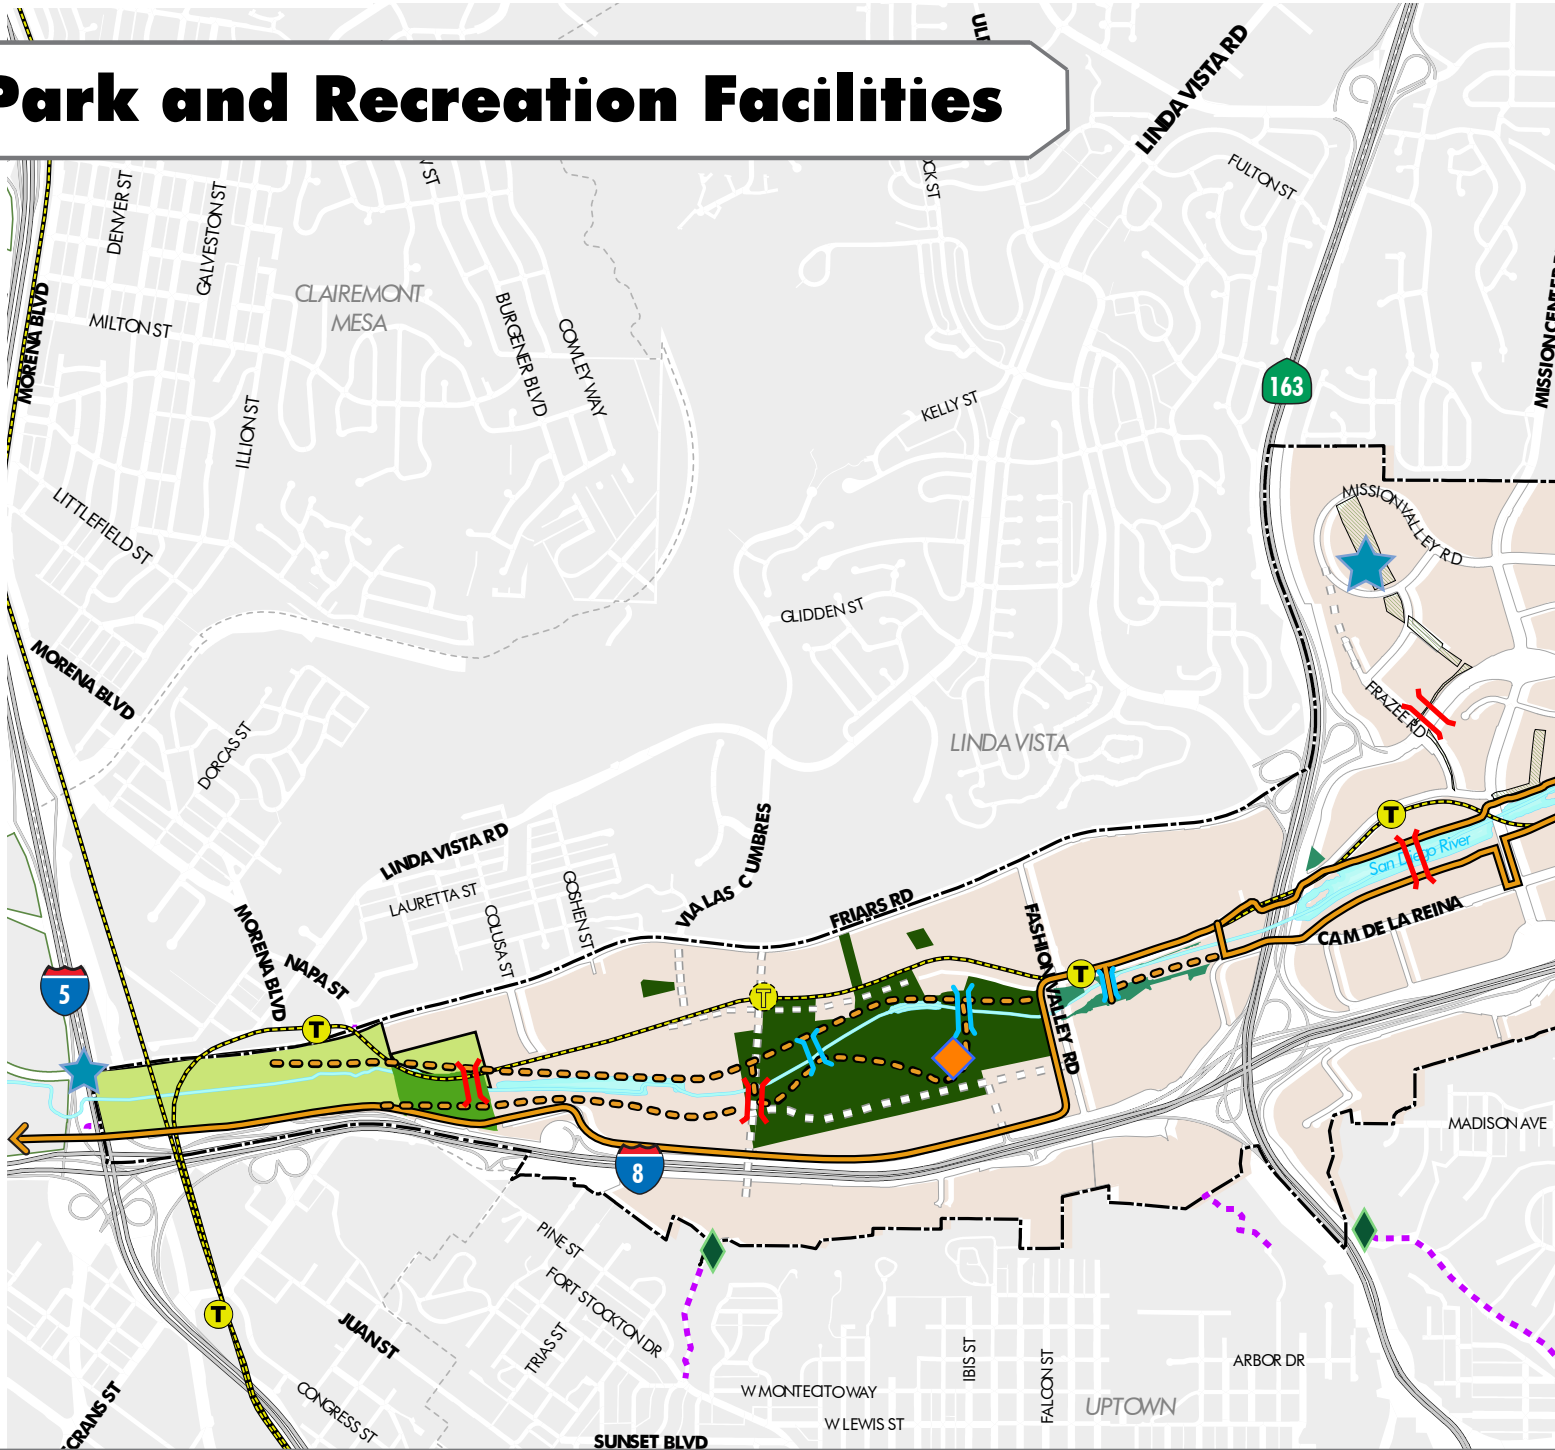 Park and Recreation Facilities
LINDA VISTA RD
FULTON ST
DENVER ST
GALVESTON ST
CLAIREMONT
MESA
MORENA BLVD
MILTON ST
BURGENER BLVD
COWLEY WAY
ILLION ST
KELLY ST
163
LITTLEFIELD ST
MISSION VALLEY RD
GLIDDEN ST
MORENA BLVD
DORCAS ST
LINDA VISTA
FRAZEE RD
LINDA VISTA RD
LAURETTA ST
COLUSA ST
GOSHEN ST
VIA LAS CUMBRES
FRIARS RD
T
San Diego River
CAM DE LA REINA
FASHION VALLEY RD
T
MORENA BLVD
NAPA ST
5
T
T
8
MADISON AVE
PINE ST
FORT STOCKTON DR
TRIAS ST
T
JUAN ST
CONGRESS ST
IBIS ST
FALCON ST
ARBOR DR
W MONTECITO WAY
UPTOWN
W LEWIS ST
SUNSET BLVD